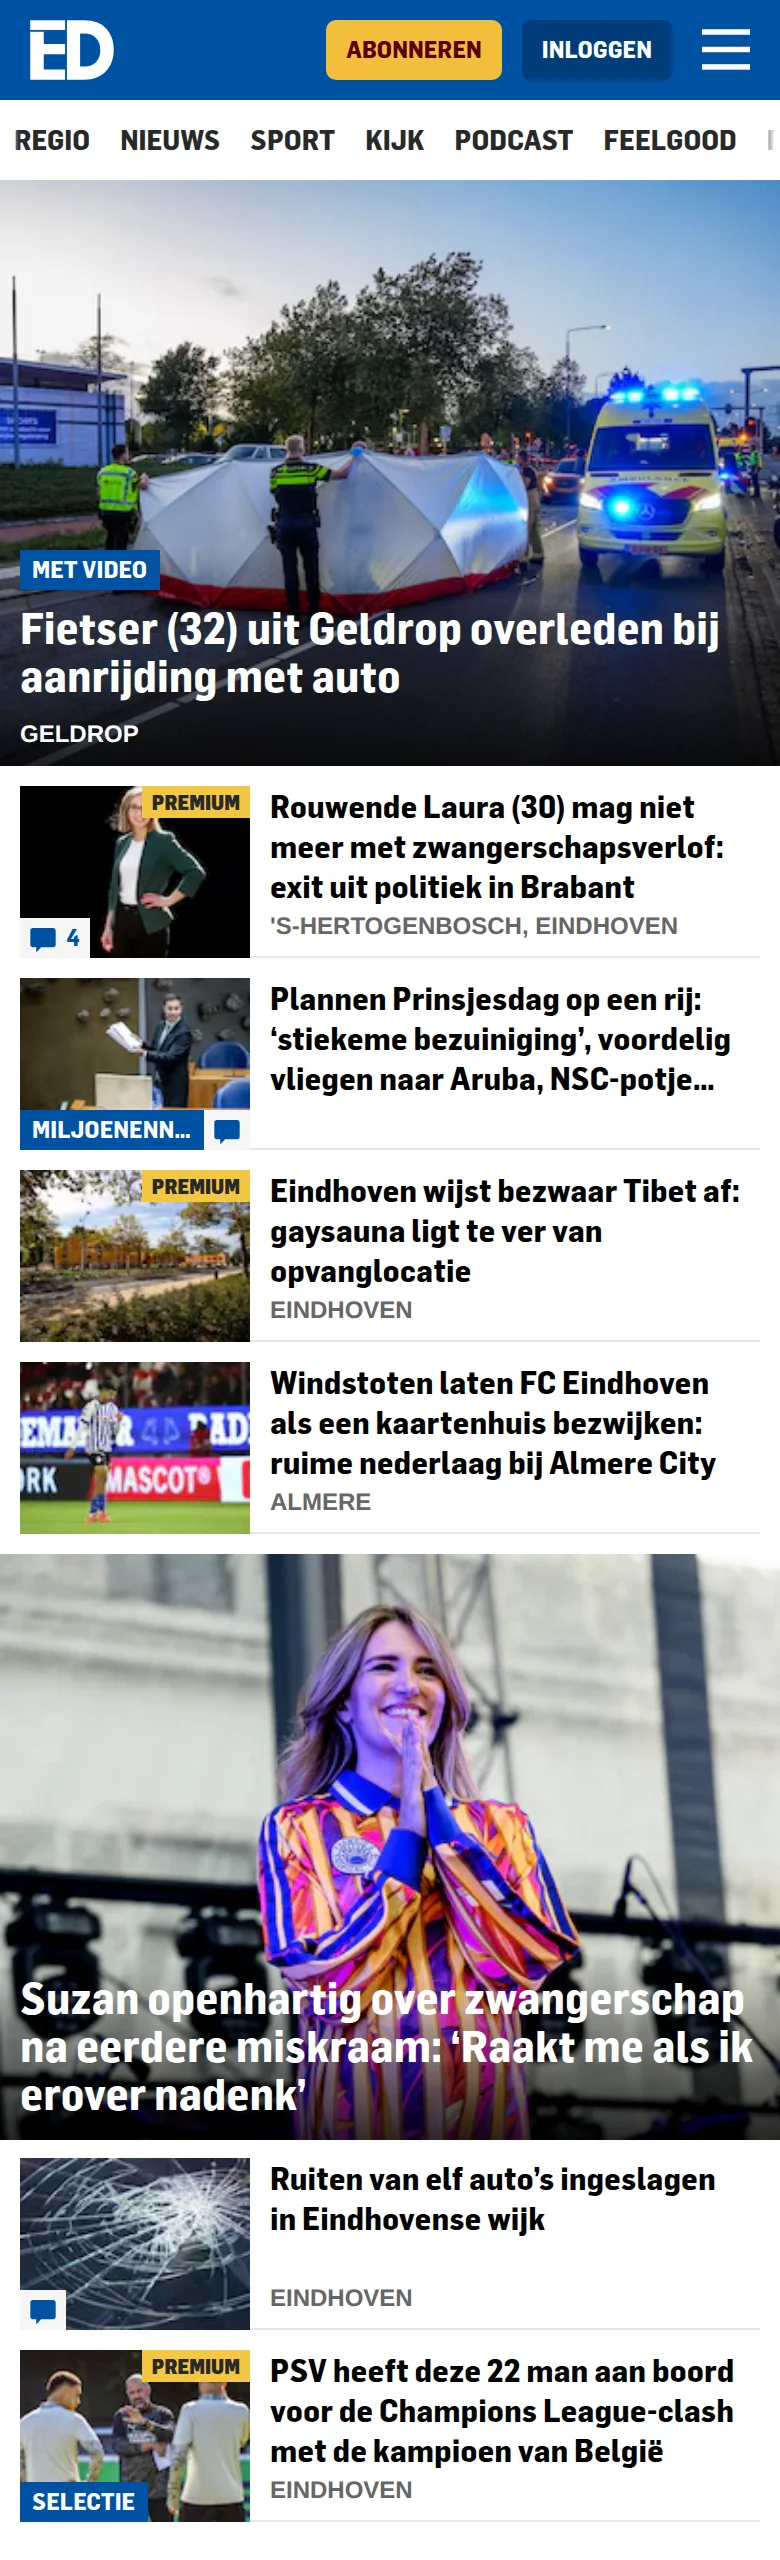 ED
ABONNEREN
INLOGGEN
REGIO NIEUWS SPORT KIJK PODCAST FEELGOOD
AMBULANCE
MET VIDEO
Fietser (32) uit Geldrop overleden bij
aanrijding met auto
GELDROP
PREMIUM
4
Rouwende Laura (30) mag niet
meer met zwangerschapsverlof:
exit uit politiek in Brabant
'S-HERTOGENBOSCH, EINDHOVEN
MILJOENENN...
Plannen Prinsjesdag op een rij:
‘stiekeme bezuiniging’, voordelig
vliegen naar Aruba, NSC-potje...
PREMIUM
Eindhoven wijst bezwaar Tibet af:
gaysauna ligt te ver van
opvanglocatie
EINDHOVEN
MASCOT®
Windstoten laten FC Eindhoven
als een kaartenhuis bezwijken:
ruime nederlaag bij Almere City
ALMERE
Suzan openhartig over zwangerschap
na eerdere miskraam: ‘Raakt me als ik
erover nadenk’
Ruiten van elf auto’s ingeslagen
in Eindhovense wijk
EINDHOVEN
PREMIUM
SELECTIE
PSV heeft deze 22 man aan boord
voor de Champions League-clash
met de kampioen van België
EINDHOVEN